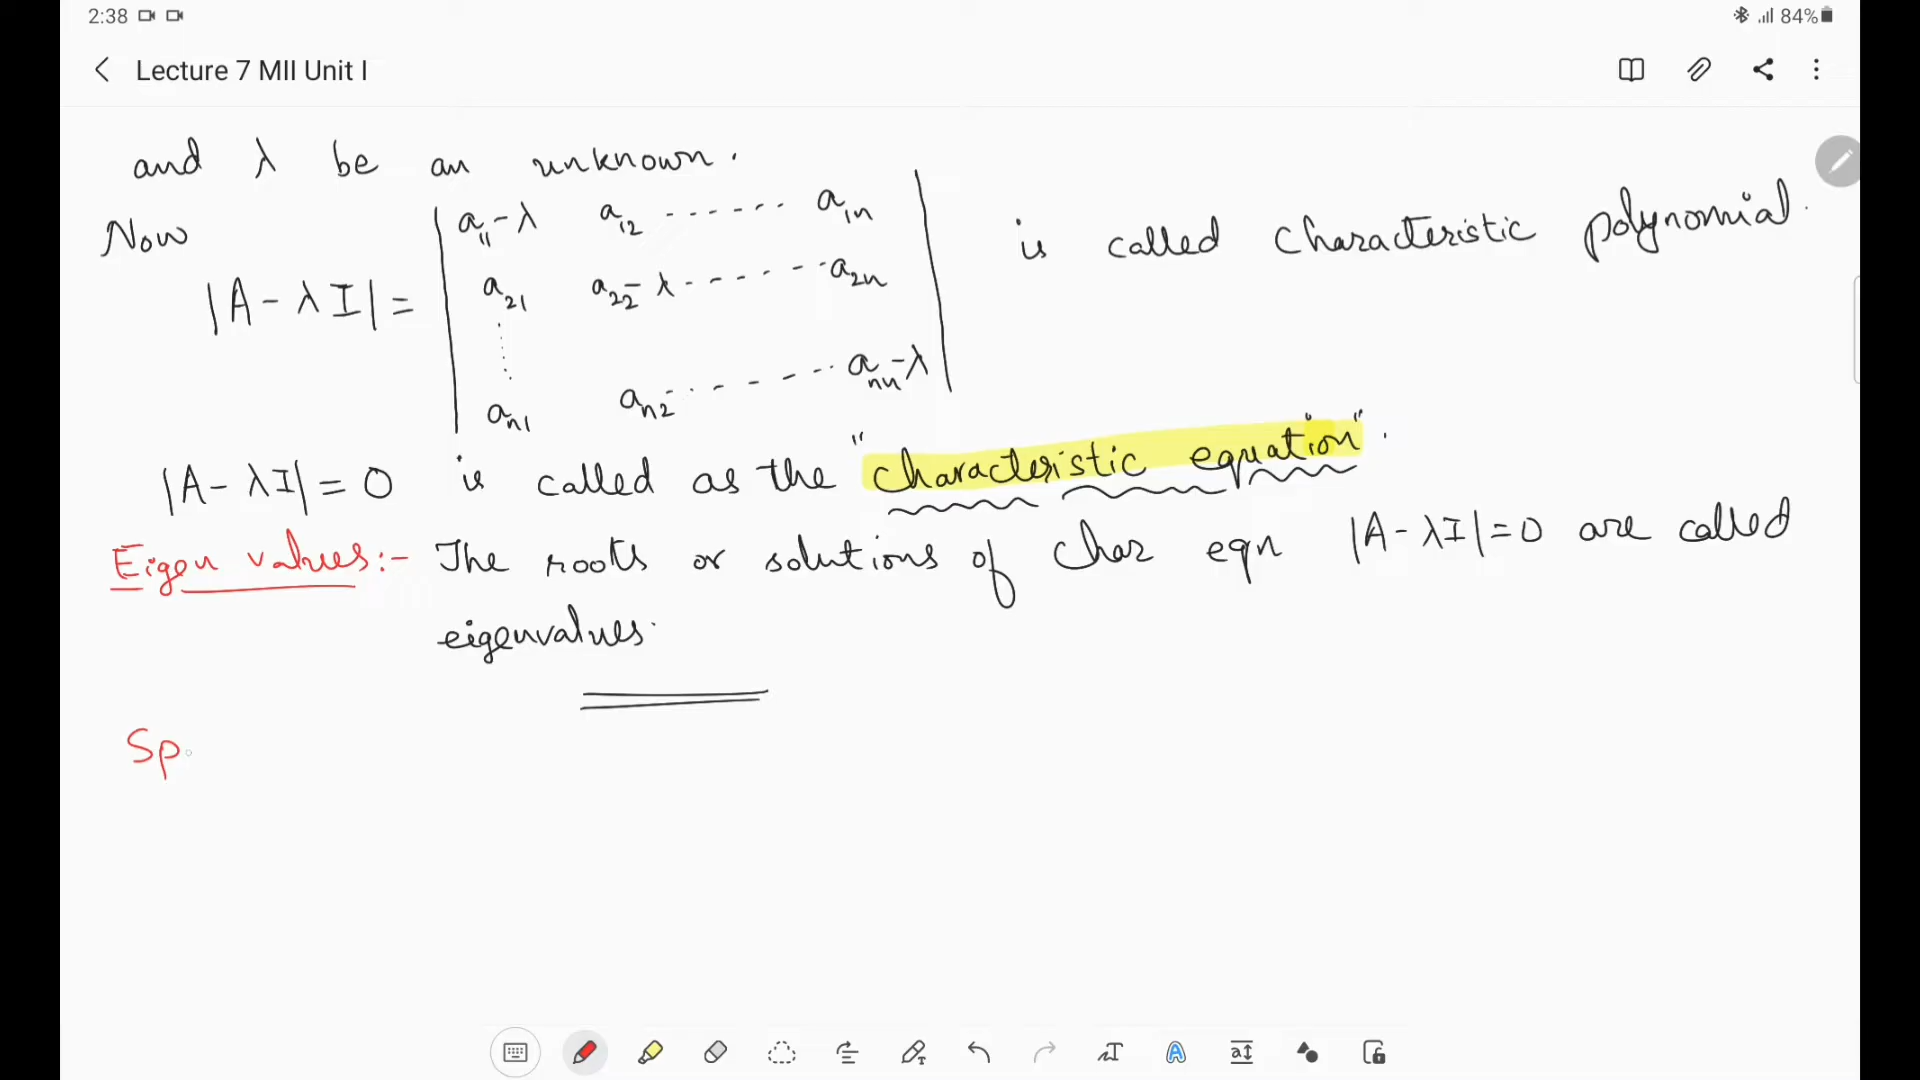 2:38
84%
Lecture 7 MII Unit I
and λ be an unknown.
Now
|A - λI| = | a₁₁-λ a₁₂ ------ a₁ₙ | is called characteristic polynomial.
a₂₁ a₂₂-λ ------ a₂ₙ
aₙ₁ aₙ₂ ------ aₙₙ-λ
|A - λI| = 0 is called as the "characteristic equation".
Eigen values:- The roots or solutions of char eqn |A - λI| = 0 are called
eigenvalues.
Sp